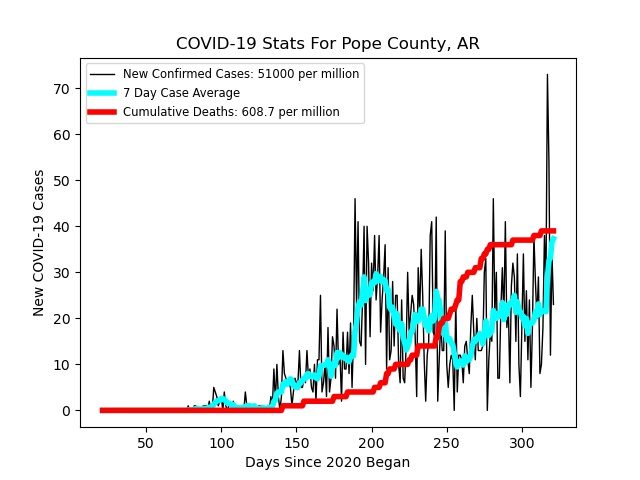 COVID-19 Stats For Pope County, AR
New Confirmed Cases: 51000 per million
7 Day Case Average
Cumulative Deaths: 608.7 per million
New COVID-19 Cases
70
60
50
40
30
20
10
0
50 100 150 200 250 300
Days Since 2020 Began